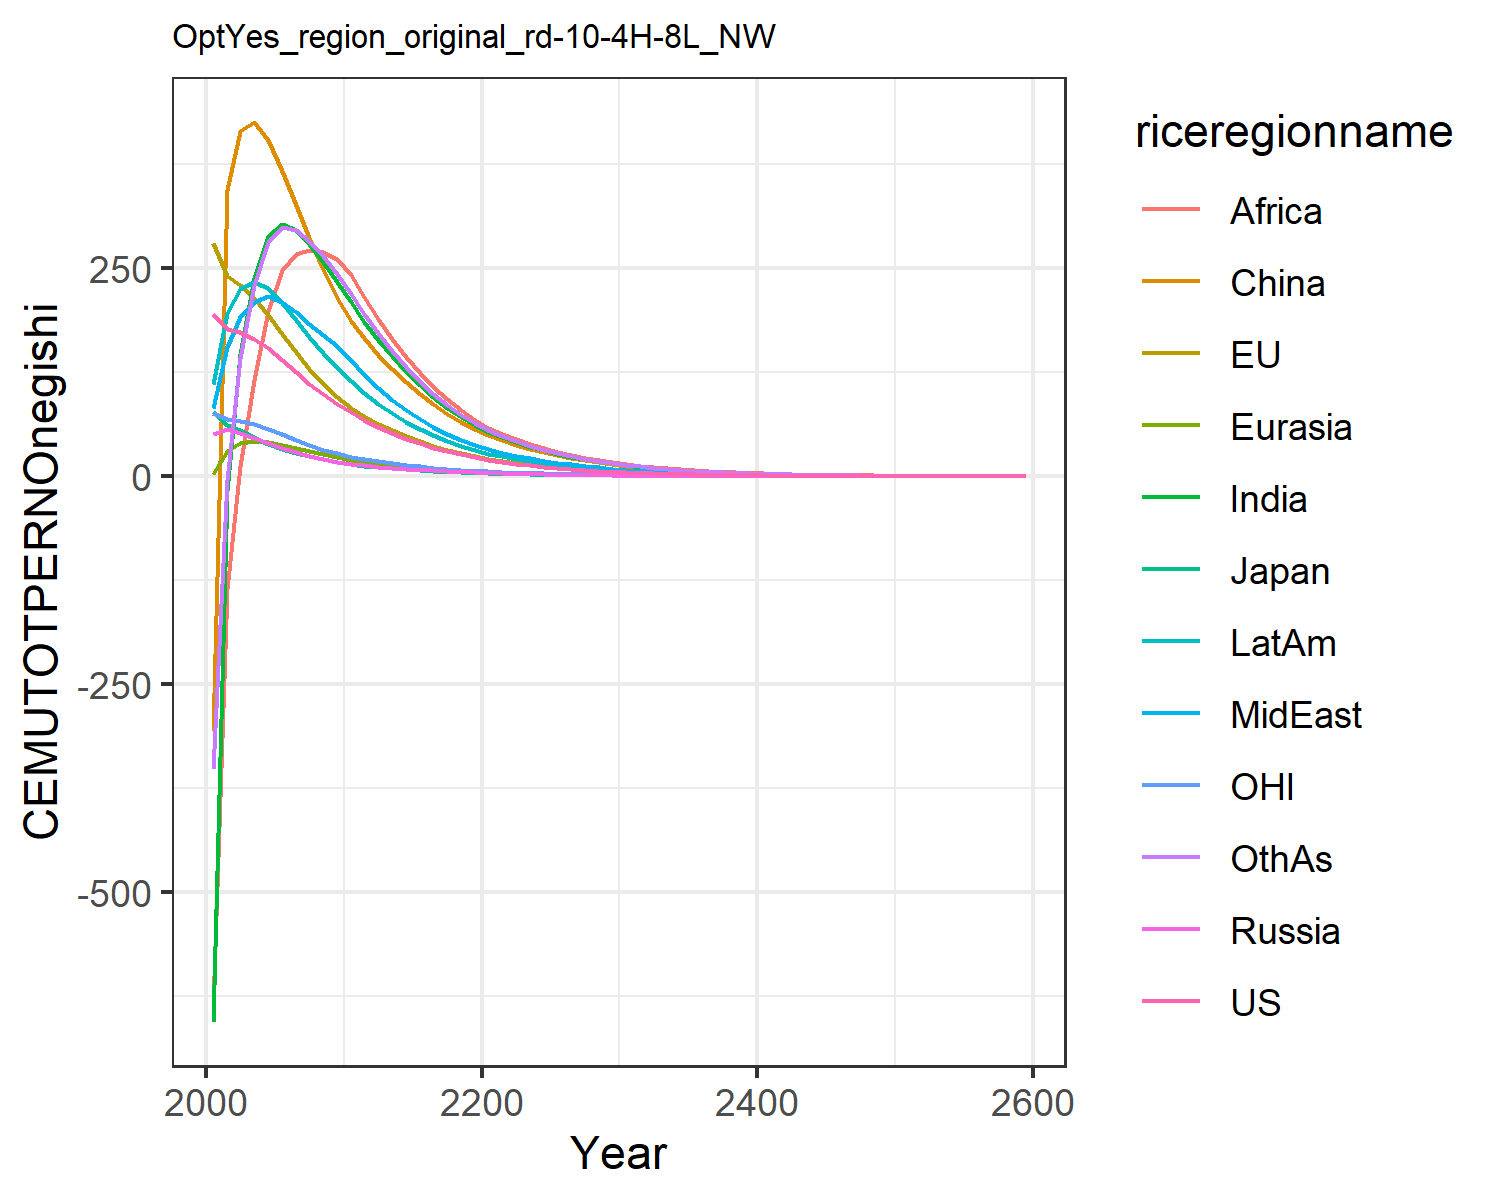 OptYes_region_original_rd-10-4H-8L_NW
CEMUTOTPERNOnegishi
250
0
-250
-500
2000
2200
2400
2600
Year
riceregionname
Africa
China
EU
Eurasia
India
Japan
LatAm
MidEast
OHI
OthAs
Russia
US